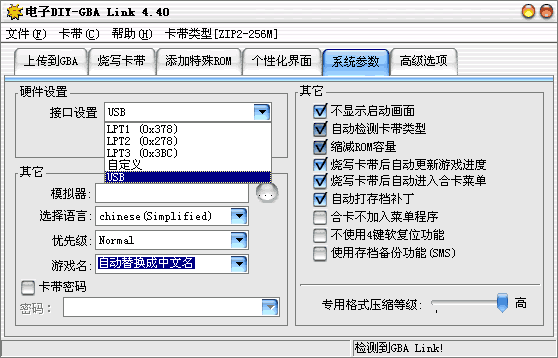 电子DIY-GBA Link 4.40
文件(F) 卡带(C) 帮助(H) 卡带类型[ZIP2-256M]
上传到GBA 烧写卡带 添加特殊ROM 个性化界面 系统参数 高级选项
硬件设置
接口设置 USB
LPT1 (0x378)
LPT2 (0x278)
LPT3 (0x3BC)
自定义
USB
其它
模拟器: ...
选择语言: chinese(Simplified)
优先级: Normal
游戏名: 自动替换成中文名
卡带密码
密码:
其它
不显示启动画面
自动检测卡带类型
缩减ROM容量
烧写卡带后自动更新游戏进度
烧写卡带后自动进入合卡菜单
自动打存档补丁
合卡不加入菜单程序
不使用4键软复位功能
使用存档备份功能(SMS)
专用格式压缩等级: 高
检测到GBA Link!